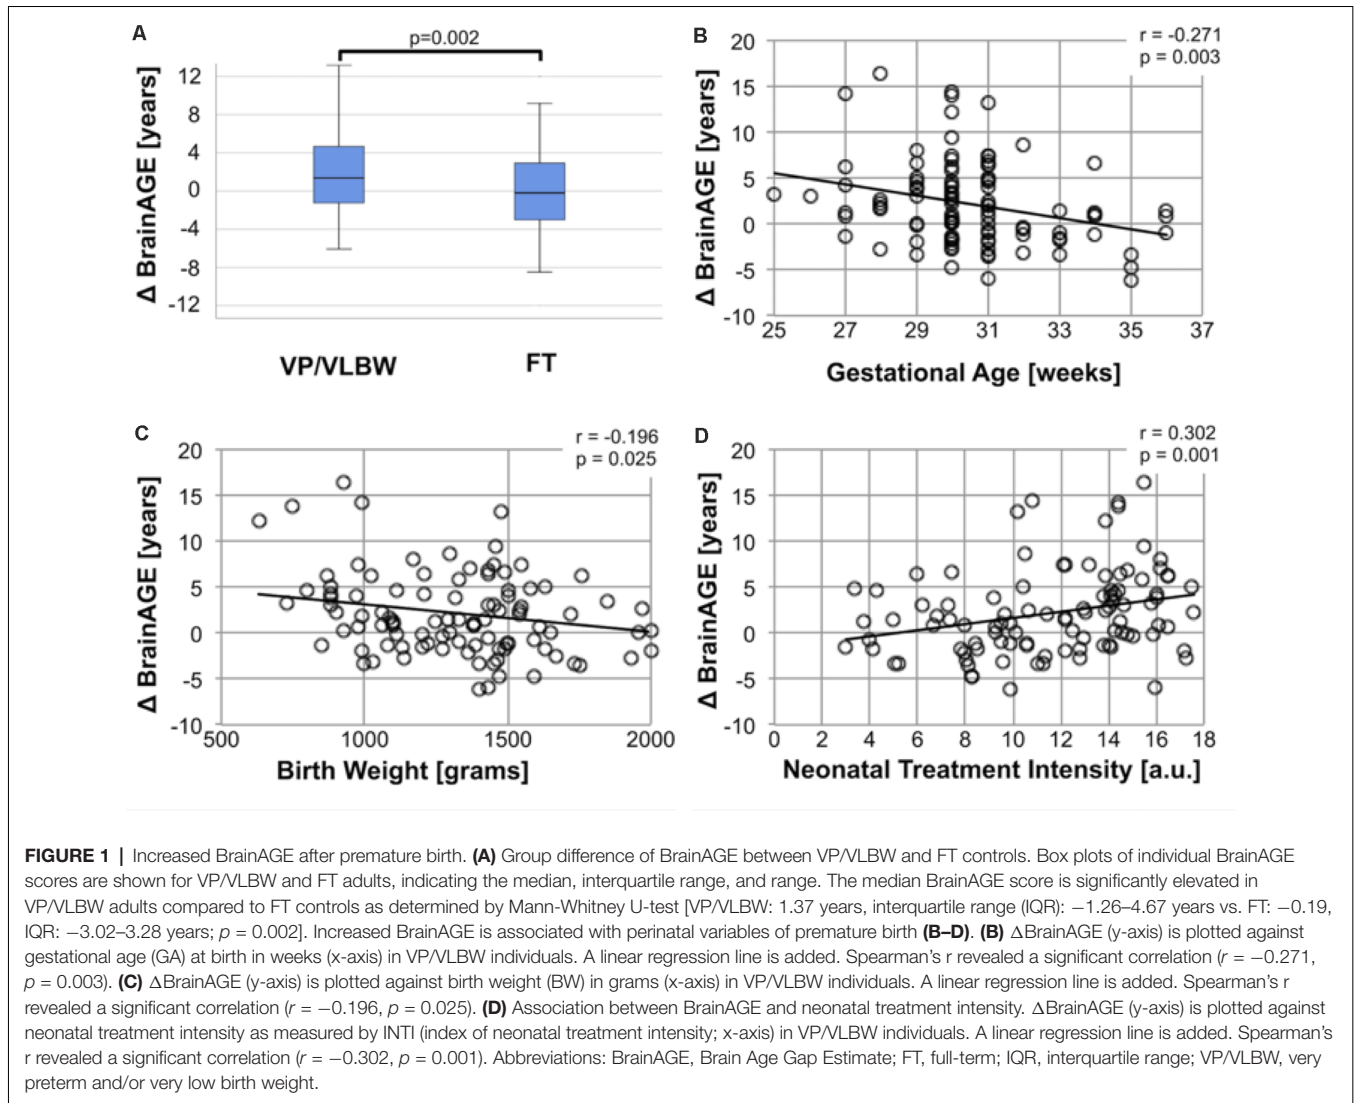 A
p=0.002
Δ BrainAGE [years]
12
8
4
0
-4
-8
-12
VP/VLBW
FT
B
r = -0.271
p = 0.003
Δ BrainAGE [years]
20
15
10
5
0
-5
-10
25
27
29
31
33
35
37
Gestational Age [weeks]
C
r = -0.196
p = 0.025
Δ BrainAGE [years]
20
15
10
5
0
-5
-10
500
1000
1500
2000
Birth Weight [grams]
D
r = 0.302
p = 0.001
Δ BrainAGE [years]
20
15
10
5
0
-5
-10
0
2
4
6
8
10
12
14
16
18
Neonatal Treatment Intensity [a.u.]
FIGURE 1 | Increased BrainAGE after premature birth. (A) Group difference of BrainAGE between VP/VLBW and FT controls. Box plots of individual BrainAGE
scores are shown for VP/VLBW and FT adults, indicating the median, interquartile range, and range. The median BrainAGE score is significantly elevated in
VP/VLBW adults compared to FT controls as determined by Mann-Whitney U-test [VP/VLBW: 1.37 years, interquartile range (IQR): −1.26–4.67 years vs. FT: −0.19,
IQR: −3.02–3.28 years; p = 0.002]. Increased BrainAGE is associated with perinatal variables of premature birth (B–D). (B) ΔBrainAGE (y-axis) is plotted against
gestational age (GA) at birth in weeks (x-axis) in VP/VLBW individuals. A linear regression line is added. Spearman's r revealed a significant correlation (r = −0.271,
p = 0.003). (C) ΔBrainAGE (y-axis) is plotted against birth weight (BW) in grams (x-axis) in VP/VLBW individuals. A linear regression line is added. Spearman's r
revealed a significant correlation (r = −0.196, p = 0.025). (D) Association between BrainAGE and neonatal treatment intensity. ΔBrainAGE (y-axis) is plotted against
neonatal treatment intensity as measured by INTI (index of neonatal treatment intensity; x-axis) in VP/VLBW individuals. A linear regression line is added. Spearman's
r revealed a significant correlation (r = −0.302, p = 0.001). Abbreviations: BrainAGE, Brain Age Gap Estimate; FT, full-term; IQR, interquartile range; VP/VLBW, very
preterm and/or very low birth weight.